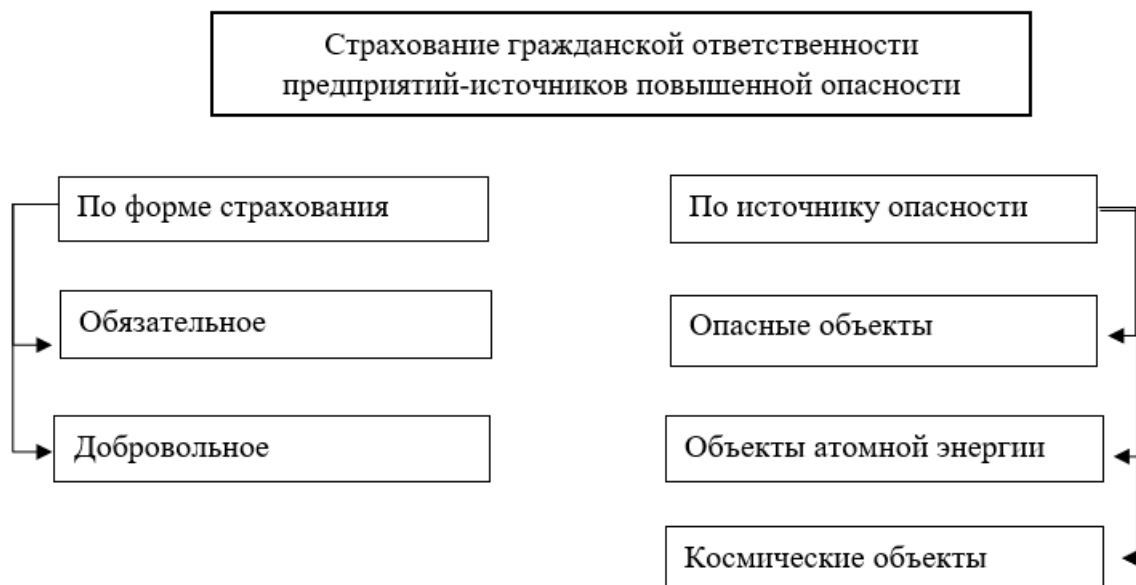 Страхование гражданской ответственности
предприятий-источников повышенной опасности
По форме страхования
Обязательное
Добровольное
По источнику опасности
Опасные объекты
Объекты атомной энергии
Космические объекты